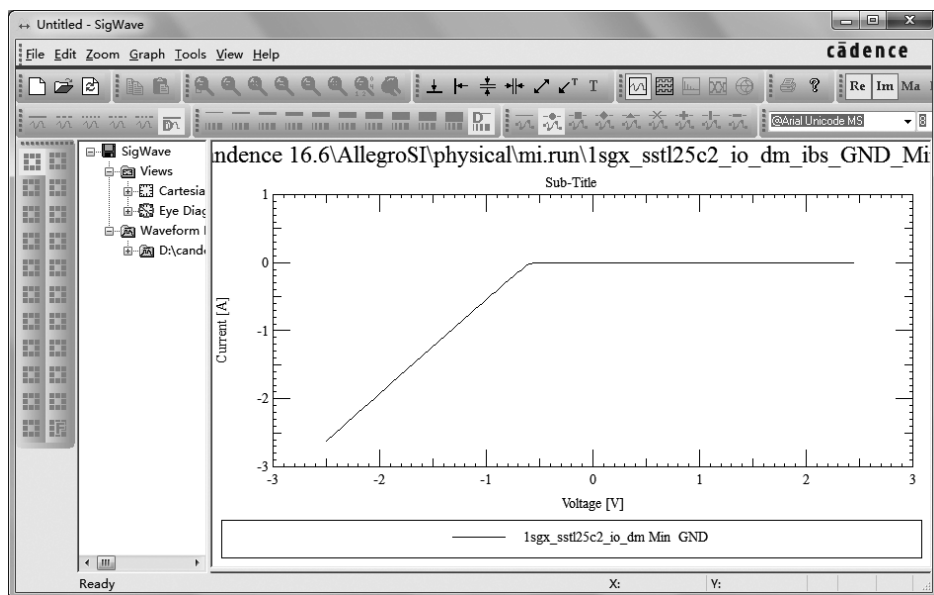 Untitled - SigWave
File Edit Zoom Graph Tools View Help
cādence
T T
Re Im Ma
D
D
@Arial Unicode MS
8
SigWave
Views
Cartesia
Eye Diag
Waveform
D:\cande
ndence 16.6\AllegroSI\physical\mi.run\1sgx_sstl25c2_io_dm_ibs_GND_Mi
Sub-Title
1
0
-1
-2
-3
Current [A]
-3 -2 -1 0 1 2 3
Voltage [V]
1sgx_sstl25c2_io_dm Min GND
Ready
X: Y: